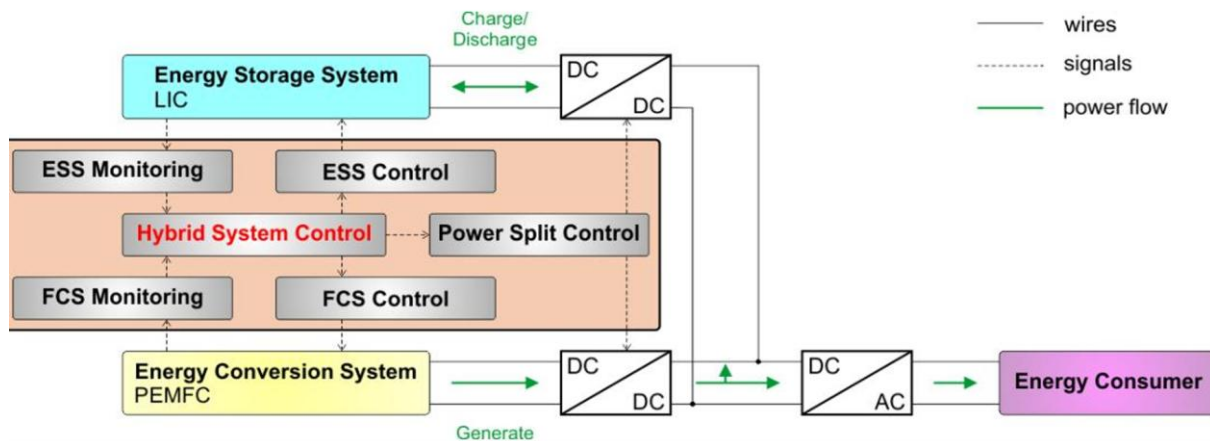 Charge/
Discharge
wires
signals
power flow
Energy Storage System
LIC
DC
DC
ESS Monitoring
ESS Control
Hybrid System Control
Power Split Control
FCS Monitoring
FCS Control
Energy Conversion System
PEMFC
Generate
DC
DC
DC
AC
Energy Consumer